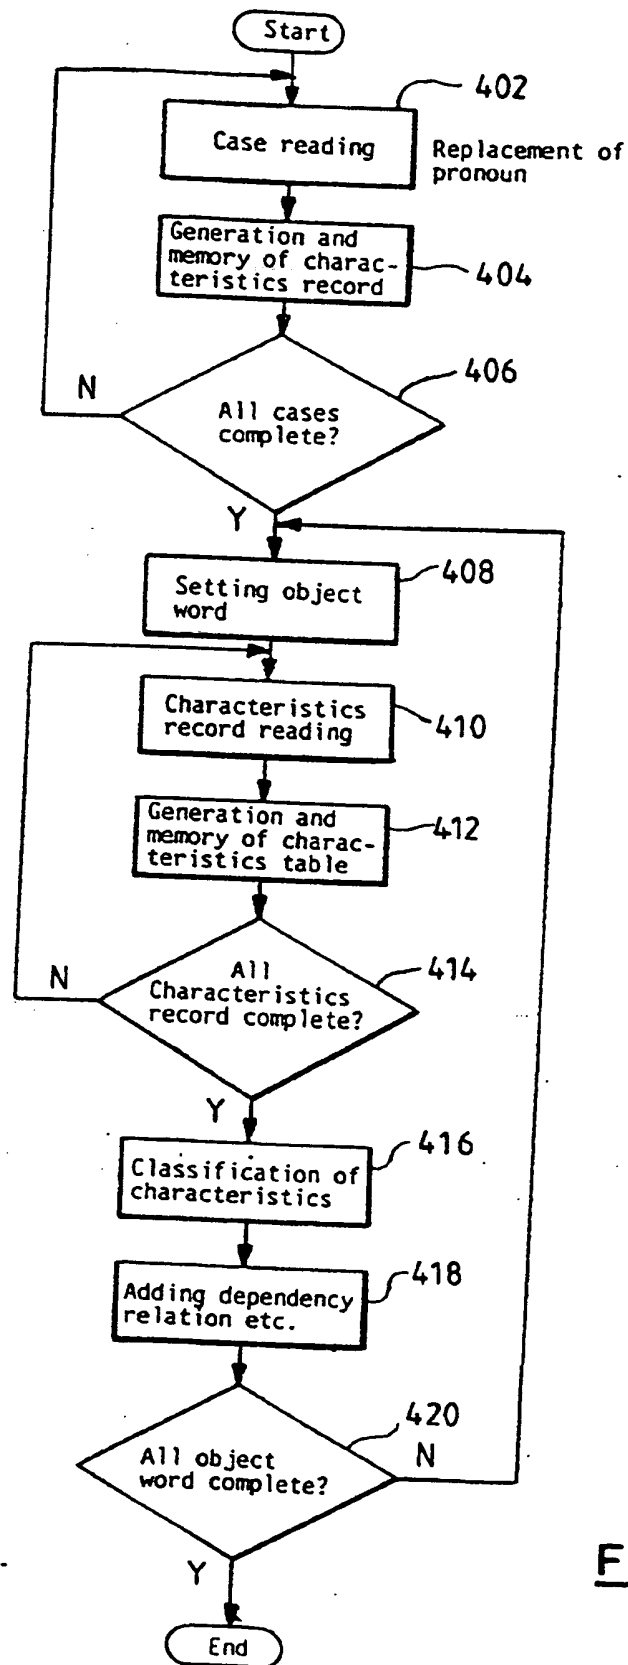 Start
402
Case reading
Replacement of
pronoun
Generation and
memory of charac-
teristics record
404
406
All cases
complete?
N
Y
408
Setting object
word
Characteristics
record reading
410
Generation and
memory of charac-
teristics table
412
All
Characteristics
record complete?
414
N
Y
416
Classification of
characteristics
418
Adding dependency
relation etc.
420
All object
word complete?
N
Y
F
End